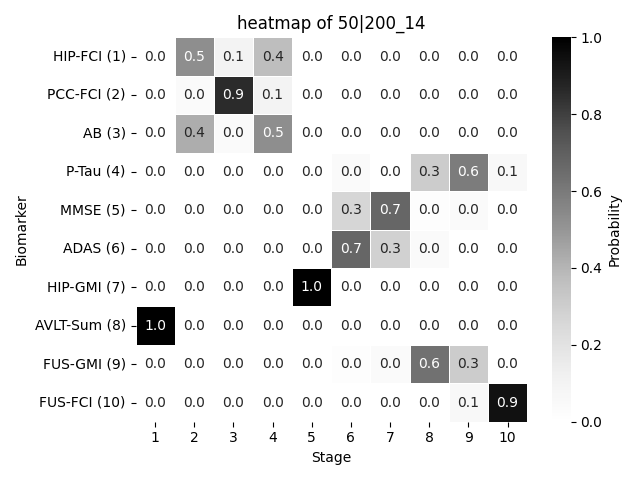 heatmap of 50|200_14
HIP-FCI (1) 0.0 0.5 0.1 0.4 0.0 0.0 0.0 0.0 0.0 0.0
PCC-FCI (2) 0.0 0.0 0.9 0.1 0.0 0.0 0.0 0.0 0.0 0.0
AB (3) 0.0 0.4 0.0 0.5 0.0 0.0 0.0 0.0 0.0 0.0
P-Tau (4) 0.0 0.0 0.0 0.0 0.0 0.0 0.0 0.3 0.6 0.1
MMSE (5) 0.0 0.0 0.0 0.0 0.0 0.3 0.7 0.0 0.0 0.0
ADAS (6) 0.0 0.0 0.0 0.0 0.0 0.7 0.3 0.0 0.0 0.0
HIP-GMI (7) 0.0 0.0 0.0 0.0 1.0 0.0 0.0 0.0 0.0 0.0
AVLT-Sum (8) 1.0 0.0 0.0 0.0 0.0 0.0 0.0 0.0 0.0 0.0
FUS-GMI (9) 0.0 0.0 0.0 0.0 0.0 0.0 0.0 0.6 0.3 0.0
FUS-FCI (10) 0.0 0.0 0.0 0.0 0.0 0.0 0.0 0.0 0.1 0.9
1 2 3 4 5 6 7 8 9 10
Stage
Biomarker
1.0
0.8
0.6
0.4
0.2
0.0
Probability